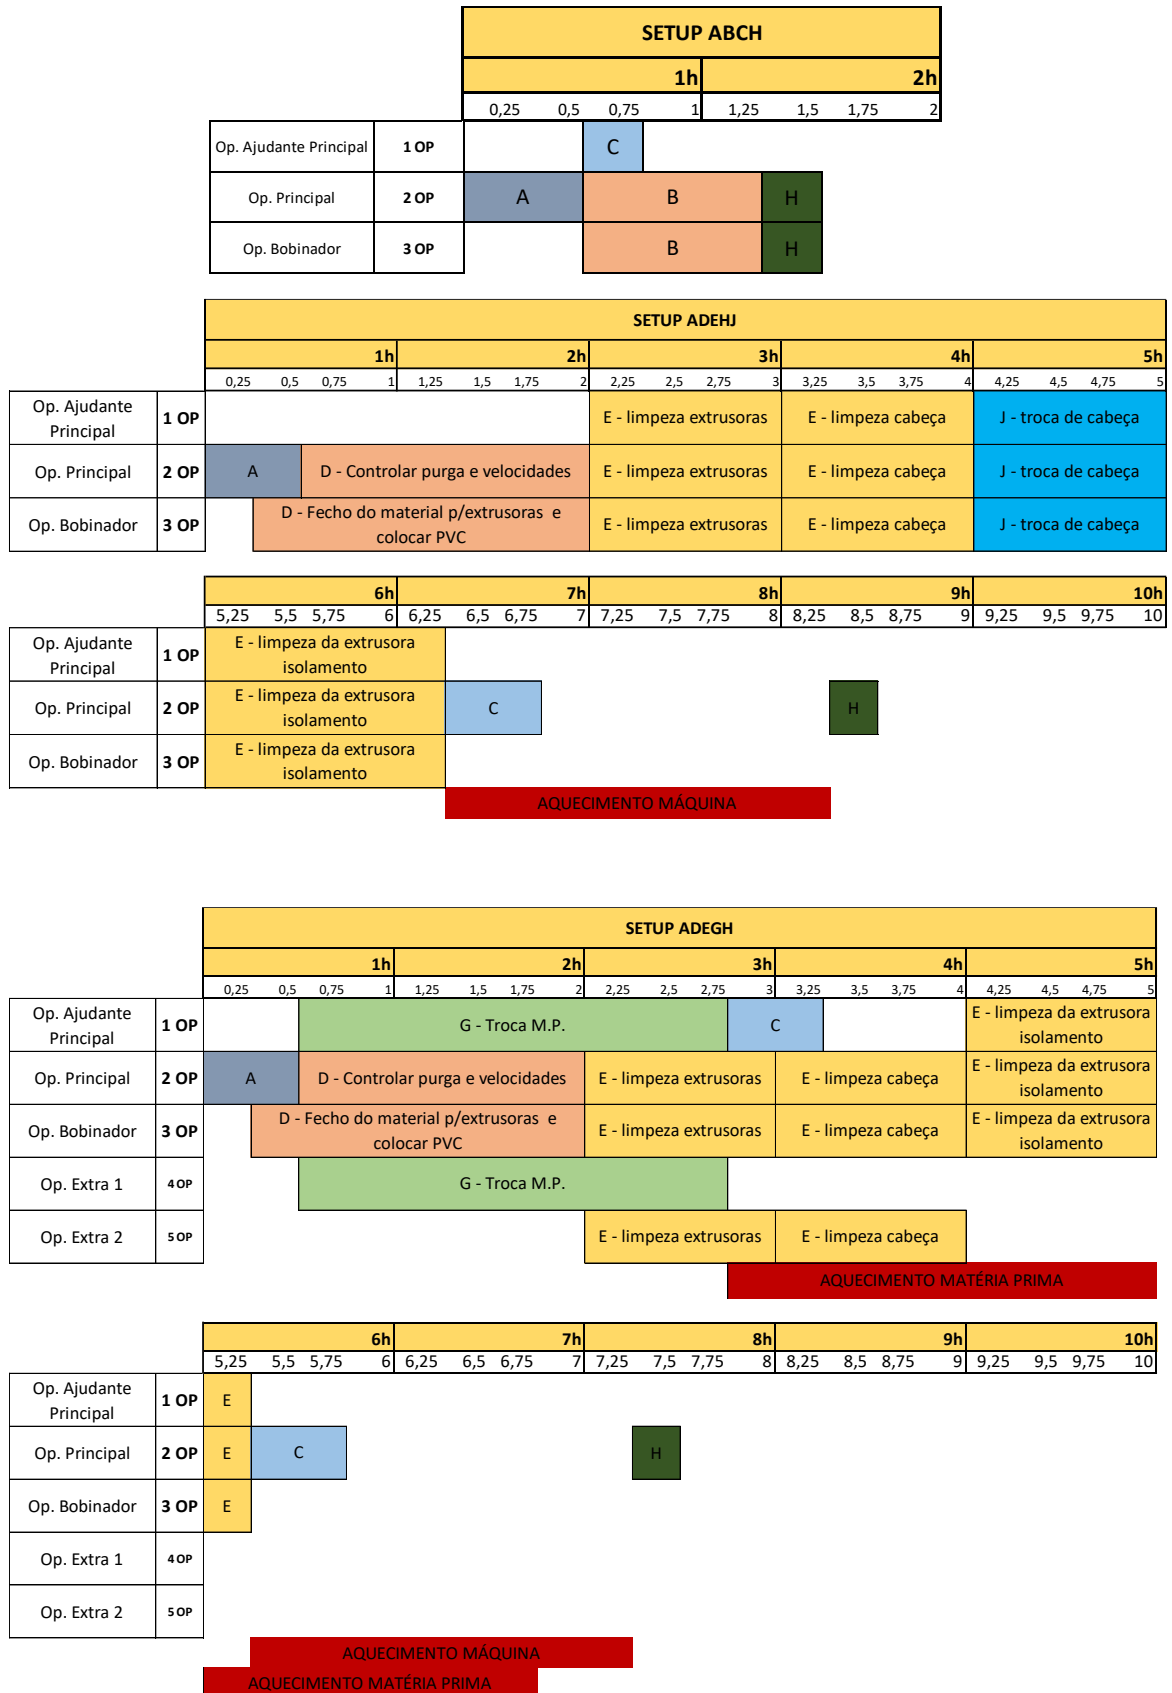 SETUP ABCH
1h 2h
0,25 0,5 0,75 1 1,25 1,5 1,75 2
Op. Ajudante Principal 1 OP C
Op. Principal 2 OP A B H
Op. Bobinador 3 OP B H
SETUP ADEHJ
1h 2h 3h 4h 5h
0,25 0,5 0,75 1 1,25 1,5 1,75 2 2,25 2,5 2,75 3 3,25 3,5 3,75 4 4,25 4,5 4,75 5
Op. Ajudante
Principal 1 OP E - limpeza extrusoras E - limpeza cabeça J - troca de cabeça
Op. Principal 2 OP A D - Controlar purga e velocidades E - limpeza extrusoras E - limpeza cabeça J - troca de cabeça
Op. Bobinador 3 OP D - Fecho do material p/extrusoras e
colocar PVC E - limpeza extrusoras E - limpeza cabeça J - troca de cabeça
6h 7h 8h 9h 10h
5,25 5,5 5,75 6 6,25 6,5 6,75 7 7,25 7,5 7,75 8 8,25 8,5 8,75 9 9,25 9,5 9,75 10
Op. Ajudante
Principal 1 OP E - limpeza da extrusora
isolamento
Op. Principal 2 OP E - limpeza da extrusora
isolamento C H
Op. Bobinador 3 OP E - limpeza da extrusora
isolamento
AQUECIMENTO MÁQUINA
SETUP ADEGH
1h 2h 3h 4h 5h
0,25 0,5 0,75 1 1,25 1,5 1,75 2 2,25 2,5 2,75 3 3,25 3,5 3,75 4 4,25 4,5 4,75 5
Op. Ajudante
Principal 1 OP G - Troca M.P. C E - limpeza da extrusora
isolamento
Op. Principal 2 OP A D - Controlar purga e velocidades E - limpeza extrusoras E - limpeza cabeça E - limpeza da extrusora
isolamento
Op. Bobinador 3 OP D - Fecho do material p/extrusoras e
colocar PVC E - limpeza extrusoras E - limpeza cabeça E - limpeza da extrusora
isolamento
Op. Extra 1 4 OP G - Troca M.P.
Op. Extra 2 5 OP E - limpeza extrusoras E - limpeza cabeça
AQUECIMENTO MATÉRIA PRIMA
6h 7h 8h 9h 10h
5,25 5,5 5,75 6 6,25 6,5 6,75 7 7,25 7,5 7,75 8 8,25 8,5 8,75 9 9,25 9,5 9,75 10
Op. Ajudante
Principal 1 OP E
Op. Principal 2 OP E C H
Op. Bobinador 3 OP E
Op. Extra 1 4 OP
Op. Extra 2 5 OP
AQUECIMENTO MÁQUINA
AQUECIMENTO MATÉRIA PRIMA